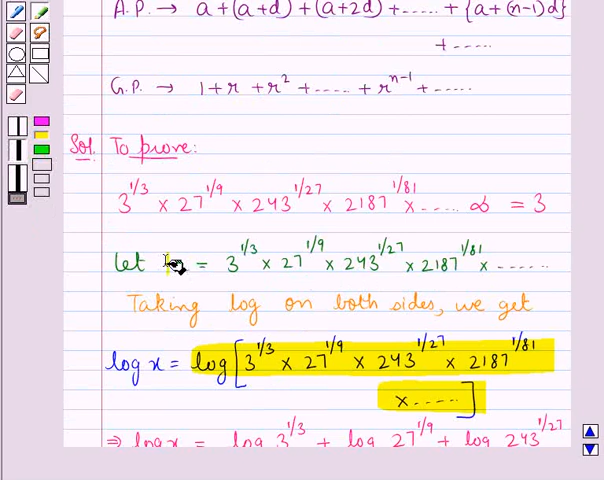 A.P. → a + (a+d) + (a+2d) + ...... + {a+(n-1)d}
+ ......
G.P. → 1 + r + r² + ...... + rⁿ⁻¹ + ......
Sol. To prove:
3^1/3 × 27^1/9 × 243^1/27 × 2187^1/81 × ...... ∞ = 3
Let = 3^1/3 × 27^1/9 × 243^1/27 × 2187^1/81 × ......
Taking log on both sides, we get
log x = log [3^1/3 × 27^1/9 × 243^1/27 × 2187^1/81
× ......]
⇒ log x = log 3^1/3 + log 27^1/9 + log 243^1/27